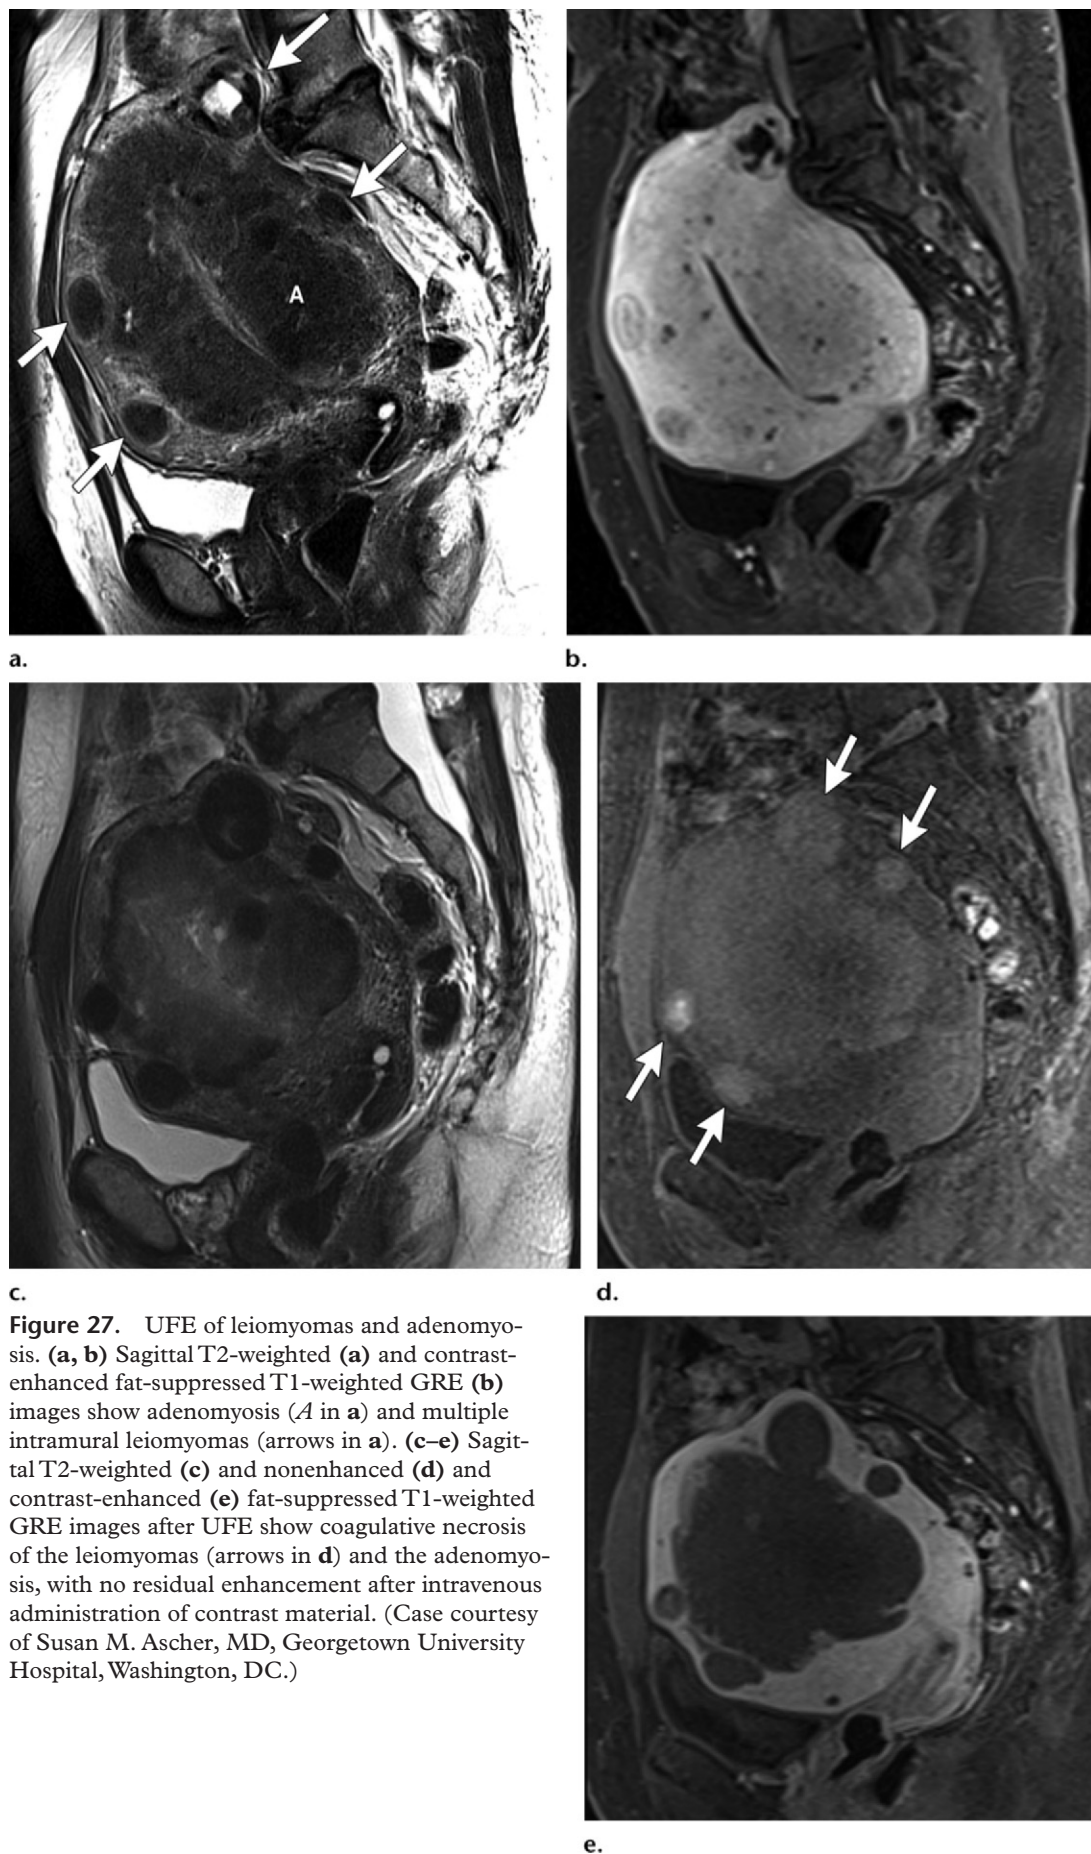 A
a.
b.
c.
d.
Figure 27. UFE of leiomyomas and adenomyo-
sis. (a, b) Sagittal T2-weighted (a) and contrast-
enhanced fat-suppressed T1-weighted GRE (b)
images show adenomyosis (A in a) and multiple
intramural leiomyomas (arrows in a). (c–e) Sagit-
tal T2-weighted (c) and nonenhanced (d) and
contrast-enhanced (e) fat-suppressed T1-weighted
GRE images after UFE show coagulative necrosis
of the leiomyomas (arrows in d) and the adenomyo-
sis, with no residual enhancement after intravenous
administration of contrast material. (Case courtesy
of Susan M. Ascher, MD, Georgetown University
Hospital, Washington, DC.)
e.